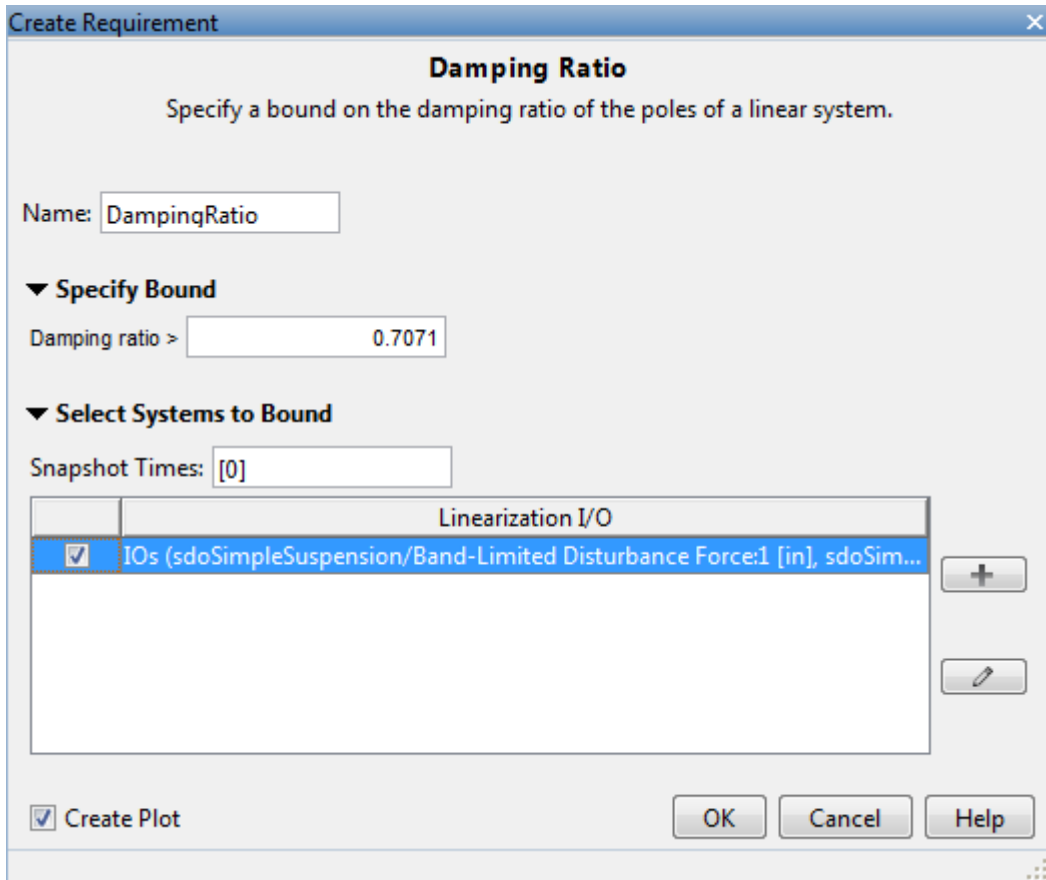 Create Requirement
Damping Ratio
Specify a bound on the damping ratio of the poles of a linear system.
Name: DampingRatio
Specify Bound
Damping ratio > 0.7071
Select Systems to Bound
Snapshot Times: [0]
Linearization I/O
IOs (sdoSimpleSuspension/Band-Limited Disturbance Force:1 [in], sdoSim...
Create Plot OK Cancel Help